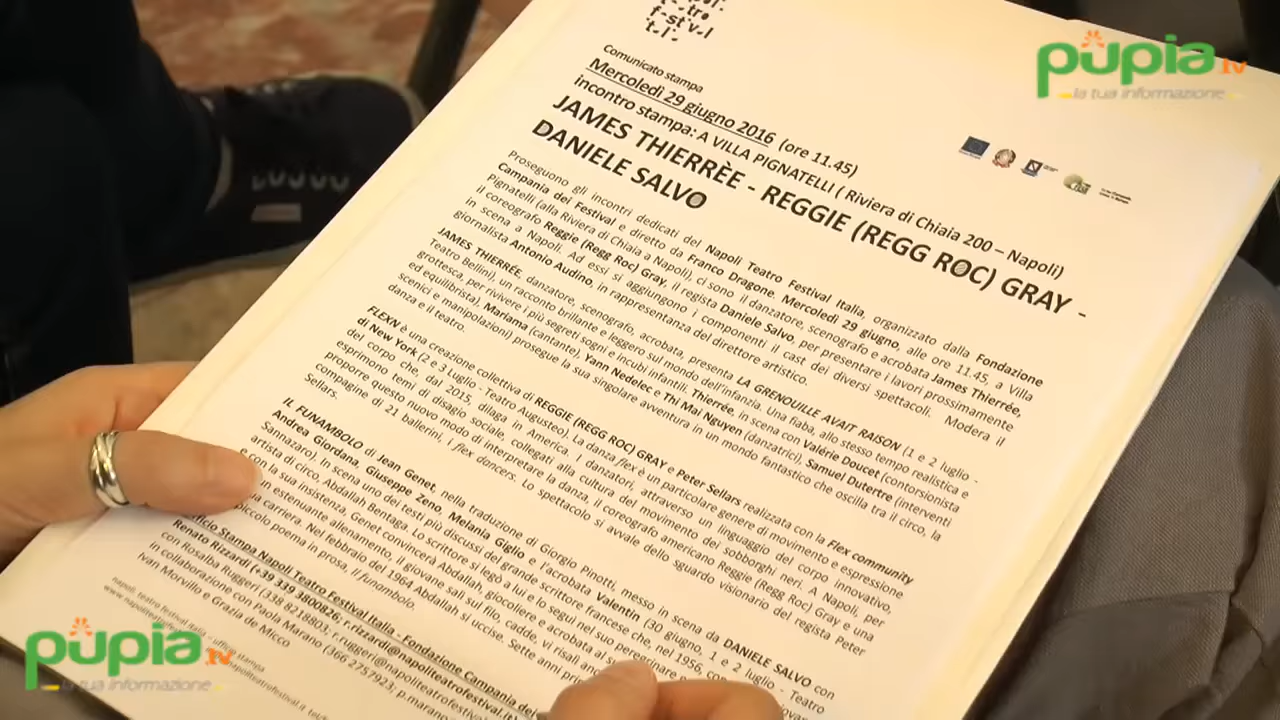 pupia.tv
la tua informazione
Comunicato stampa
Mercoledì 29 giugno 2016 (ore 11.45)
incontro stampa: A VILLA PIGNATELLI ( Riviera di Chiaia 200 – Napoli)
JAMES THIERRÈE - REGGIE (REGG ROC) GRAY -
DANIELE SALVO
Proseguono gli incontri dedicati del Napoli Teatro Festival Italia, organizzato dalla Fondazione
Campania dei Festival e diretto da Franco Dragone. Mercoledì 29 giugno, alle ore 11.45, a Villa
Pignatelli (alla Riviera di Chiaia a Napoli), ci sono il danzatore, scenografo e acrobata James Thierrée,
il coreografo Reggie (Regg Roc) Gray, il regista Daniele Salvo, per presentare i lavori prossimamente
in scena a Napoli. Ad essi si aggiungono i componenti il cast dei diversi spettacoli. Modera il
giornalista Antonio Audino, in rappresentanza del direttore artistico.
JAMES THIERRÉE, danzatore, scenografo, acrobata, presenta LA GRENOUILLE AVAIT RAISON (1 e 2 luglio -
Teatro Bellini), un racconto brillante e leggero sul mondo dell'infanzia. Una fiaba, allo stesso tempo realistica e
grottesca, per rivivere i più segreti sogni e incubi infantili. Thierrée, in scena con Valérie Doucet (contorsionista
ed equilibrista), Mariama (cantante), Yann Nedelec e Thi Mai Nguyen (danzatrici), Samuel Dutertre (interventi
scenici e manipolazioni) prosegue la sua singolare avventura in un mondo fantastico che oscilla tra il circo, la
danza e il teatro.
FLEXN è una creazione collettiva di REGGIE (REGG ROC) GRAY e Peter Sellars realizzata con la Flex community
di New York (2 e 3 Luglio - Teatro Augusteo). La danza flex è un particolare genere di movimento e espressione
del corpo che, dal 2015, dilaga in America. I danzatori, attraverso un linguaggio del corpo innovativo,
esprimono temi di disagio sociale, collegati alla cultura del movimento dei sobborghi neri. A Napoli, per
proporre questo nuovo modo di interpretare la danza, il coreografo americano Reggie (Regg Roc) Gray e una
compagine di 21 ballerini, i flex dancers. Lo spettacolo si avvale dello sguardo visionario del regista Peter
Sellars.
IL FUNAMBOLO di Jean Genet, nella traduzione di Giorgio Pinotti, messo in scena da DANIELE SALVO con
Andrea Giordana, Giuseppe Zeno, Melania Giglio e l'acrobata Valentin (30 giugno, 1 e 2 luglio - Teatro
Sannazaro). In scena uno dei testi più discussi del grande scrittore francese che, nel 1956,
artista di circo, Abdallah Bentaga. Lo scrittore si legò a lui e lo seguì nel suo peregrinare
e con la sua insistenza, Genet convincerà Abdallah, giocoliere e acrobata al
estenuante allenamento, il giovane salì sul filo, cadde, vi risalì
carriera. Nel febbraio del 1964 Abdallah si uccise. Sette anni
piccolo poema in prosa, il funambolo.
Stampa Napoli Teatro Festival Italia - Fondazione Campania dei
Renato Rizzardi (+39 339 3800826, r.rizzardi@napoliteatrofestival.it)
con Rosalba Ruggeri (338 8218803; r.ruggeri@napoliteatrofestival
in collaborazione con Paola Marano (366 2757923, p.marano
Ivan Morvillo e Grazia de Micco
napoli teatro festival italia – ufficio stampa
pupia.tv
la tua informazione